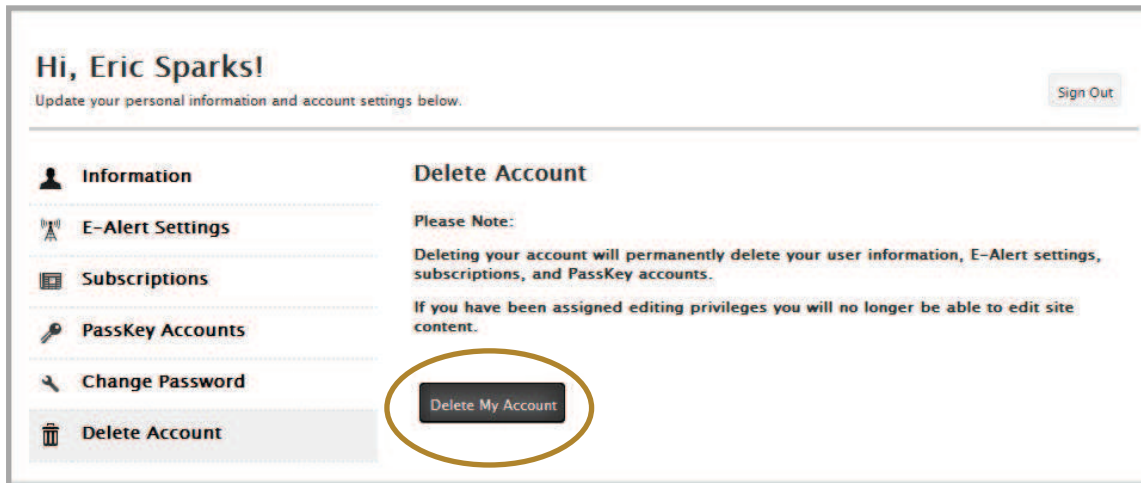 Hi, Eric Sparks!
Update your personal information and account settings below.
Sign Out
Information
E-Alert Settings
Subscriptions
PassKey Accounts
Change Password
Delete Account
Delete Account
Please Note:
Deleting your account will permanently delete your user information, E-Alert settings,
subscriptions, and PassKey accounts.
If you have been assigned editing privileges you will no longer be able to edit site
content.
Delete My Account